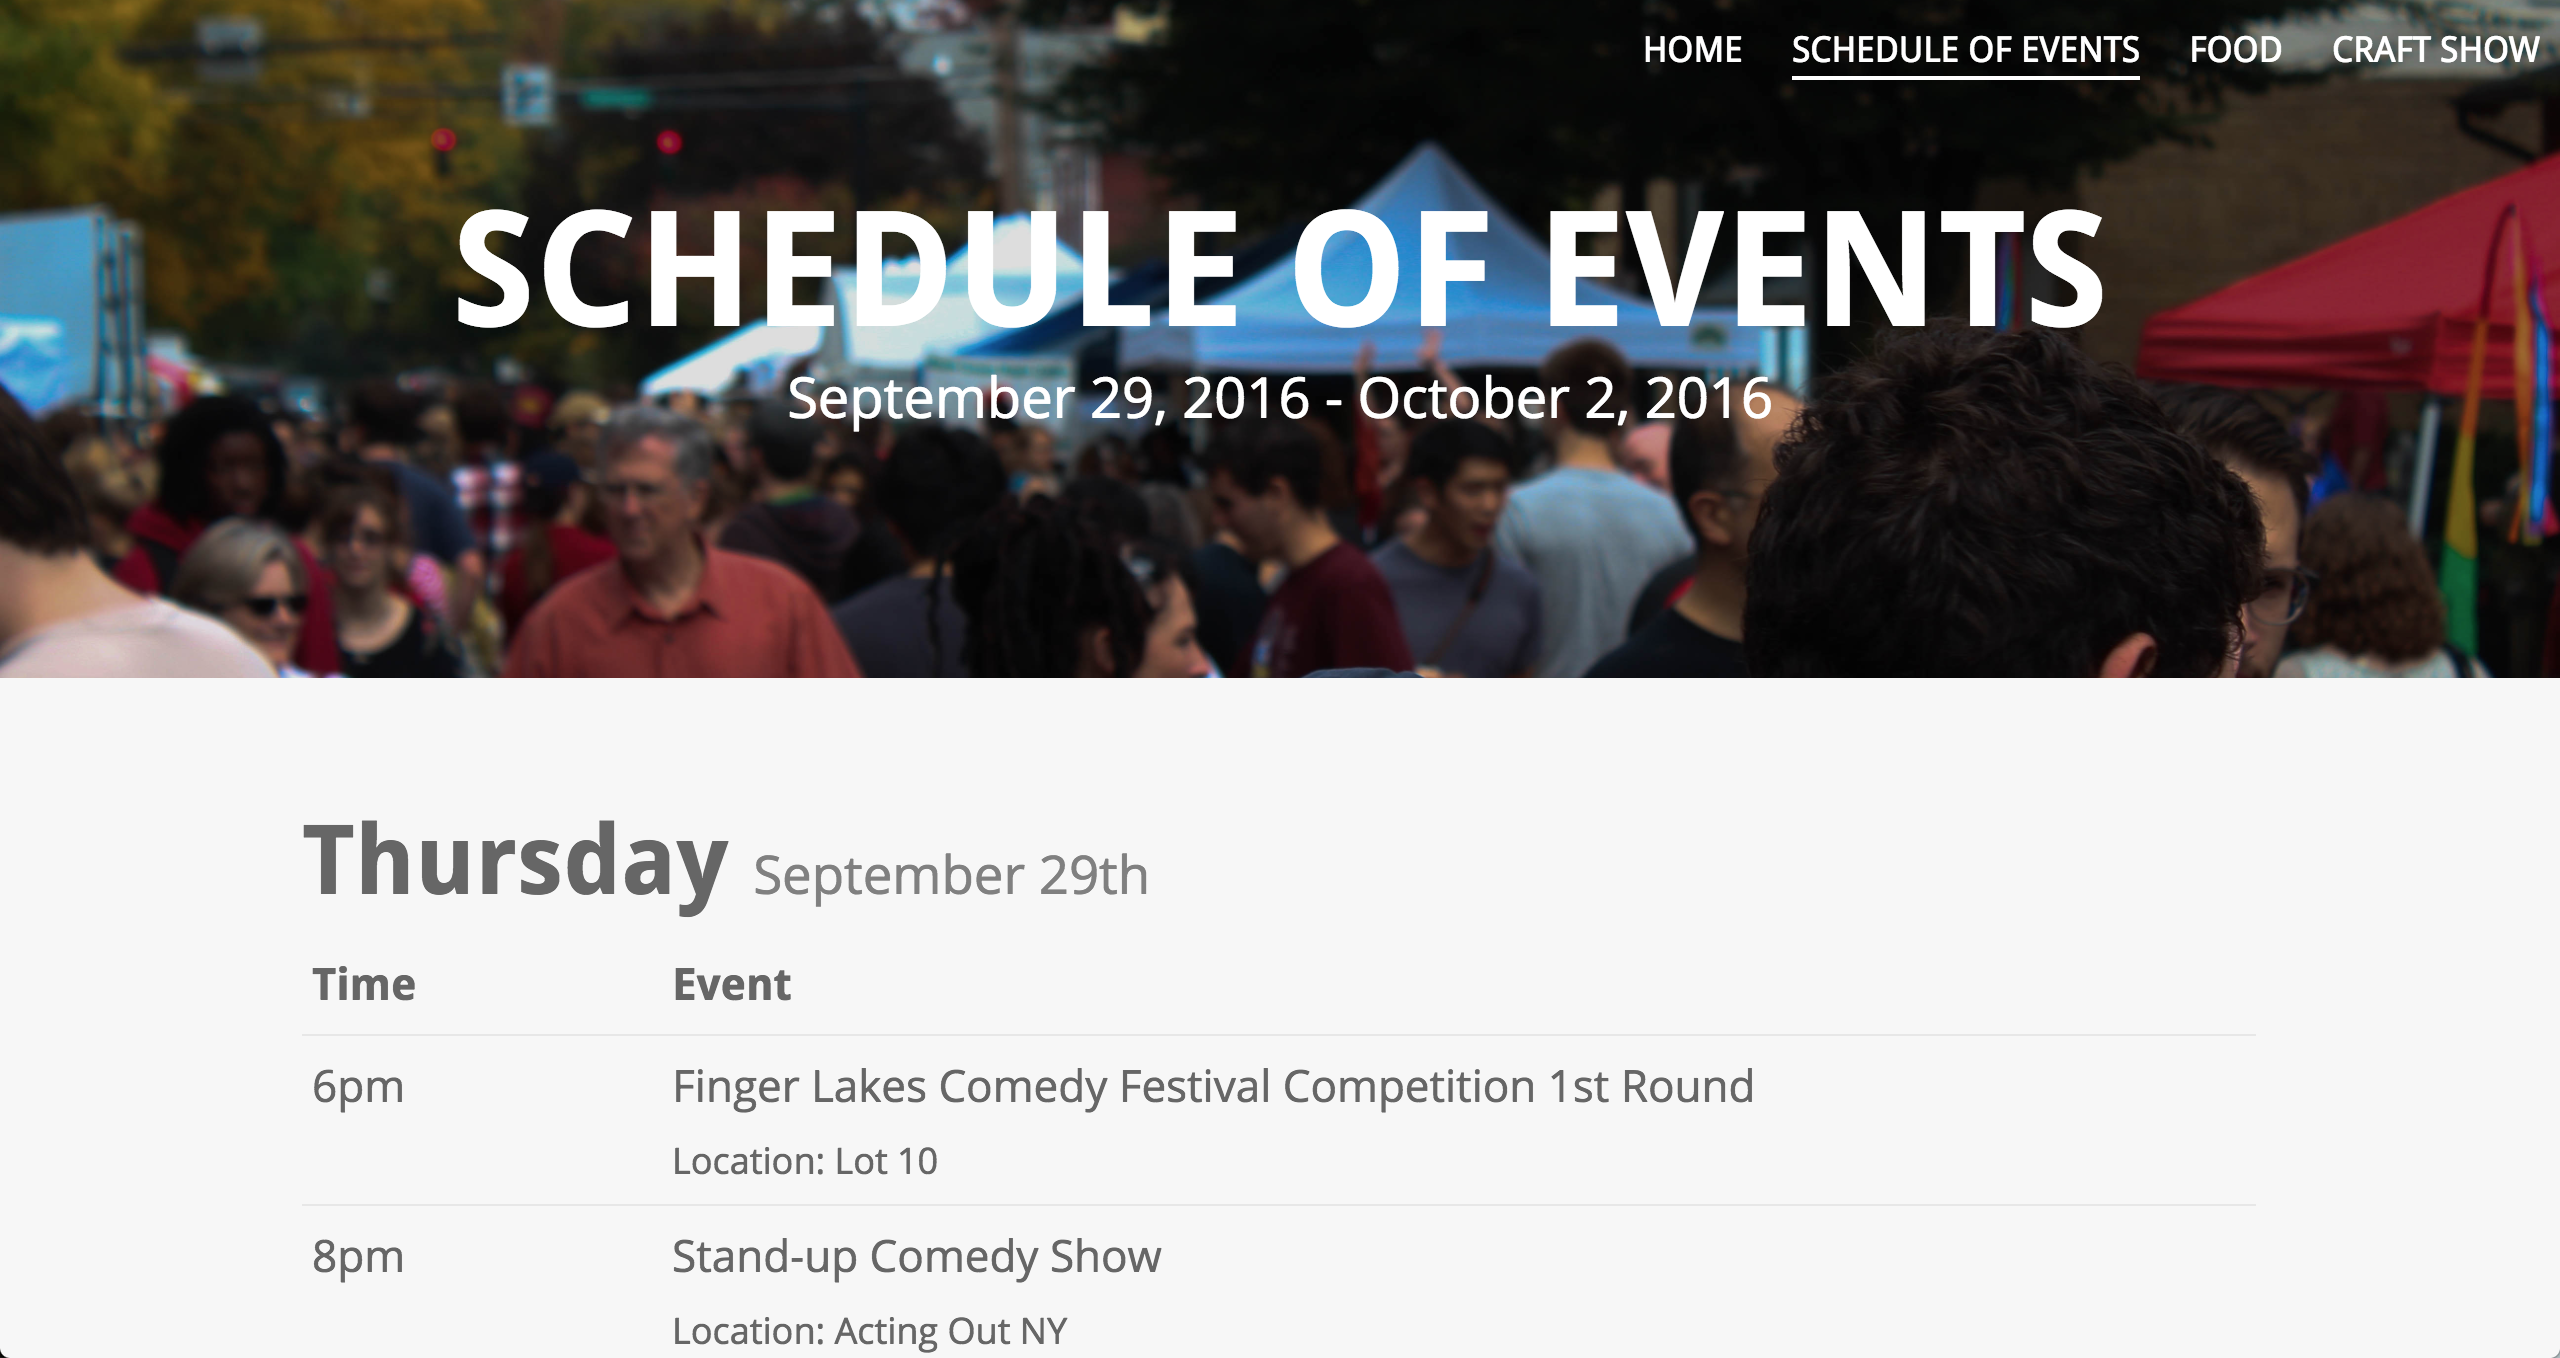 HOME SCHEDULE OF EVENTS FOOD CRAFT SHOW
SCHEDULE OF EVENTS
September 29, 2016 - October 2, 2016
Thursday September 29th
Time Event
6pm Finger Lakes Comedy Festival Competition 1st Round
Location: Lot 10
8pm Stand-up Comedy Show
Location: Acting Out NY